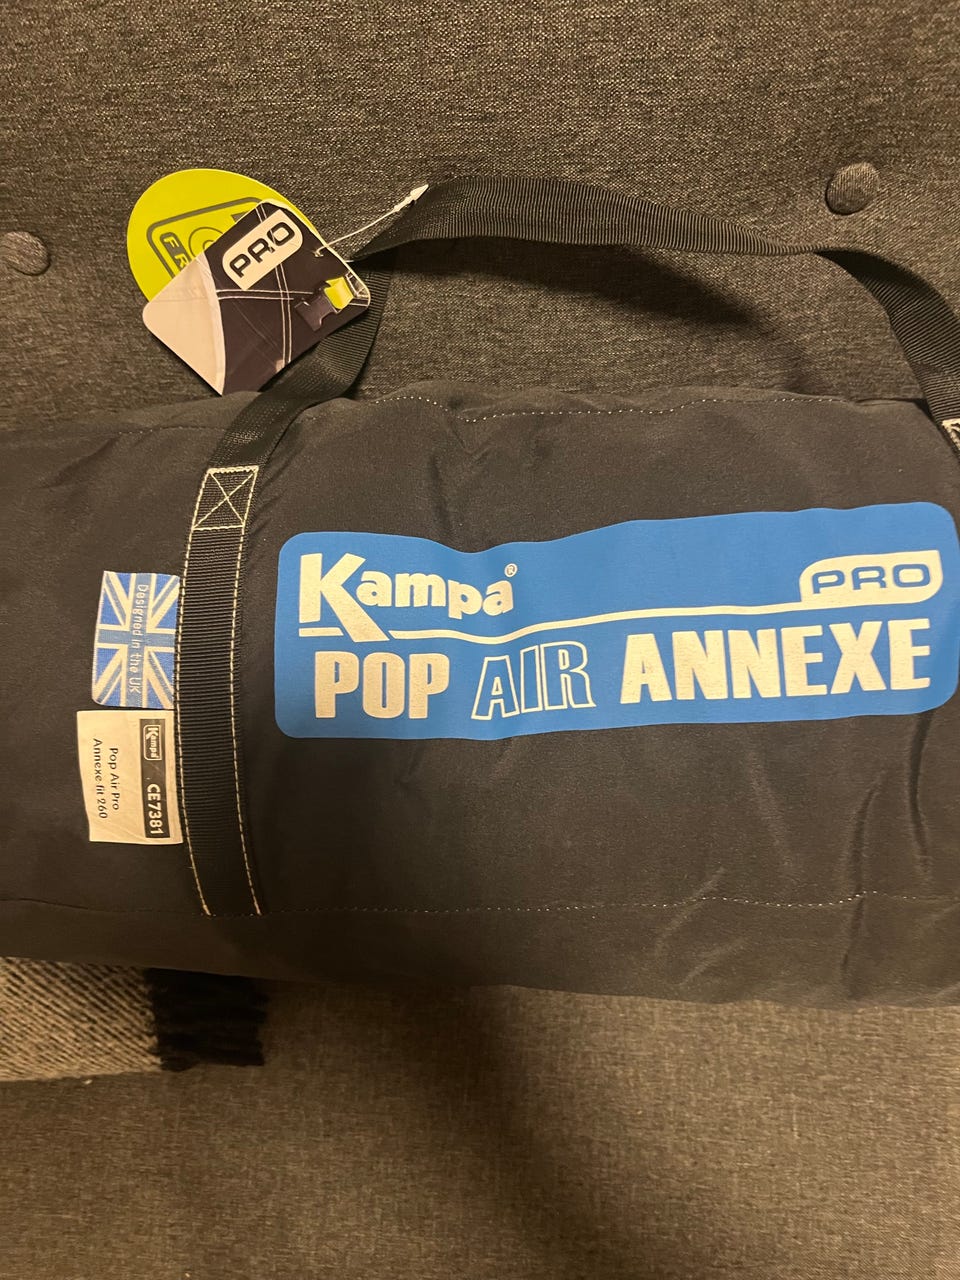 PRO
Kampa®
PRO
POP AIR ANNEXE
Designed in the UK
Kampa CE7381
Pop Air Pro
Annexe fit 260